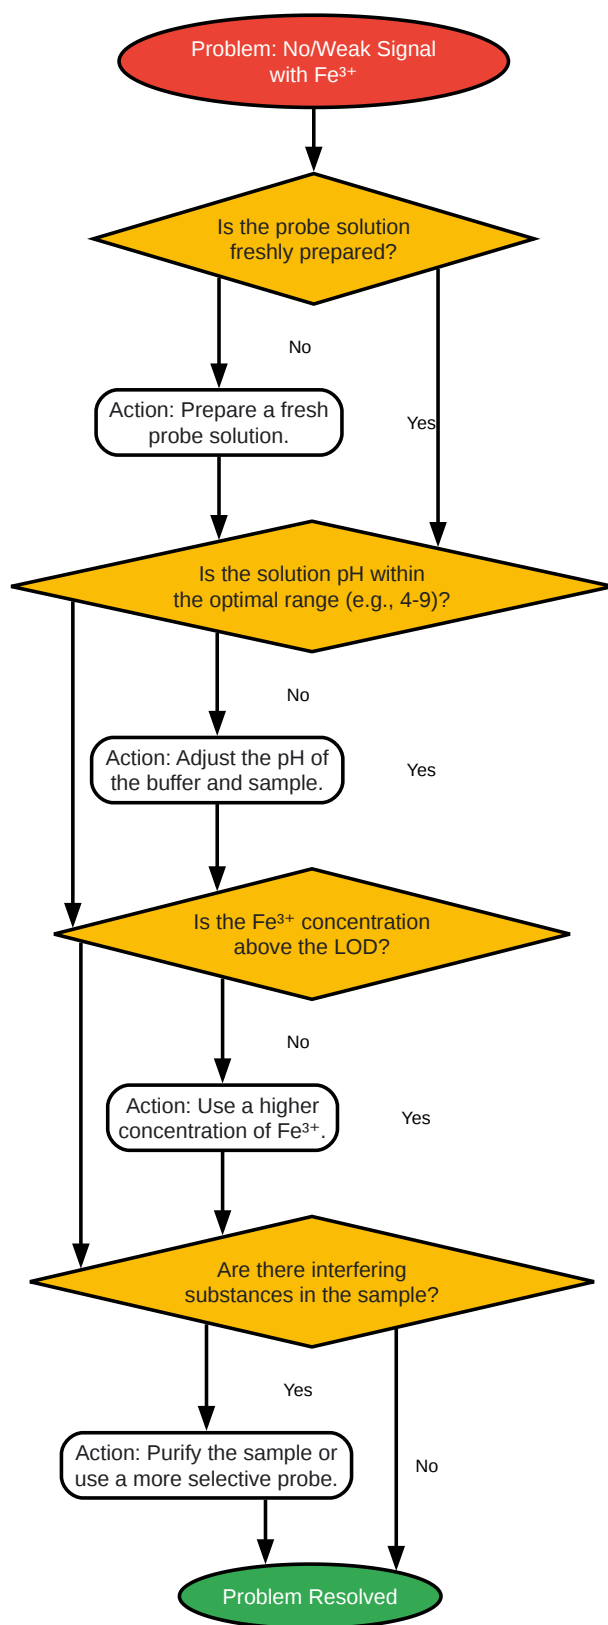 Problem: No/Weak Signal
with Fe³⁺
Is the probe solution
freshly prepared?
No
Action: Prepare a fresh
probe solution.
Yes
Is the solution pH within
the optimal range (e.g., 4-9)?
No
Action: Adjust the pH of
the buffer and sample.
Yes
Is the Fe³⁺ concentration
above the LOD?
No
Action: Use a higher
concentration of Fe³⁺.
Yes
Are there interfering
substances in the sample?
Yes
Action: Purify the sample or
use a more selective probe.
No
Problem Resolved